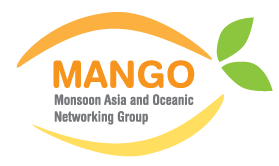 MANGO
Monsoon Asia and Oceanic
Networking Group